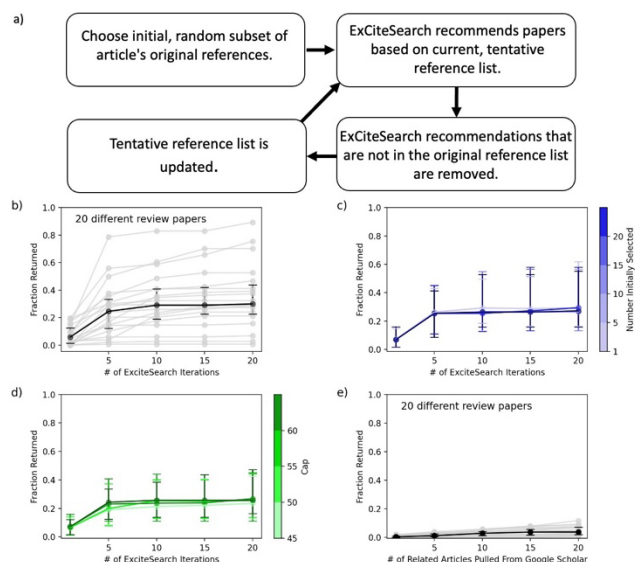 a)
Choose initial, random subset of
article's original references.
ExCiteSearch recommends papers
based on current, tentative
reference list.
Tentative reference list is
updated.
ExCiteSearch recommendations that
are not in the original reference list
are removed.
b)
20 different review papers
Fraction Returned
1.0
0.8
0.6
0.4
0.2
0.0
5
10
15
20
# of ExciteSearch Iterations
c)
Fraction Returned
1.0
0.8
0.6
0.4
0.2
0.0
5
10
15
20
# of ExciteSearch Iterations
20
15
10
5
1
Number Initially Selected
d)
Fraction Returned
1.0
0.8
0.6
0.4
0.2
0.0
5
10
15
20
# of ExciteSearch Iterations
60
55
50
45
Cap
e)
20 different review papers
Fraction Returned
1.0
0.8
0.6
0.4
0.2
0.0
5
10
15
20
# of Related Articles Pulled From Google Scholar